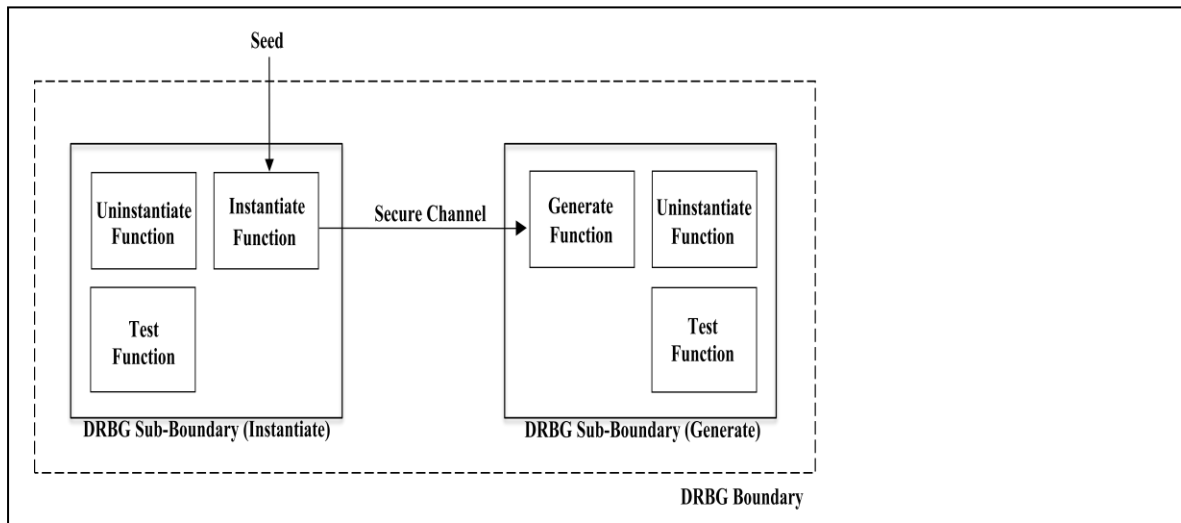 Seed
Uninstantiate
Function
Instantiate
Function
Test
Function
DRBG Sub-Boundary (Instantiate)
Secure Channel
Generate
Function
Uninstantiate
Function
Test
Function
DRBG Sub-Boundary (Generate)
DRBG Boundary